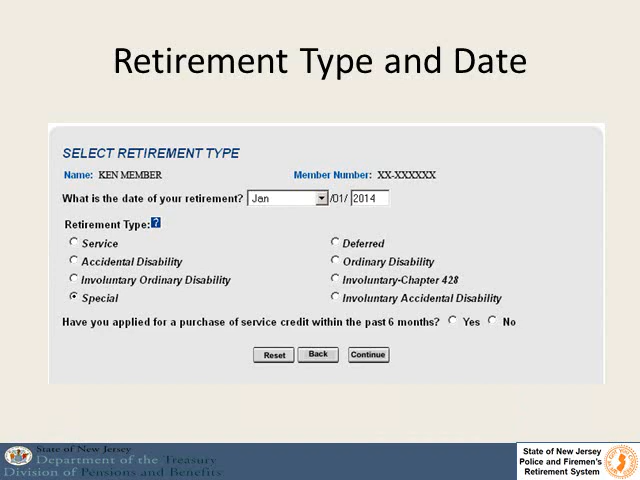 Retirement Type and Date
SELECT RETIREMENT TYPE
Name: KEN MEMBER Member Number: XX-XXXXXX
What is the date of your retirement? Jan /01/ 2014
Retirement Type: ?
Service Deferred
Accidental Disability Ordinary Disability
Involuntary Ordinary Disability Involuntary-Chapter 428
Special Involuntary Accidental Disability
Have you applied for a purchase of service credit within the past 6 months? Yes No
Reset Back Continue
State of New Jersey
Department of the Treasury
Division of Pensions and Benefits
State of New Jersey
Police and Firemen's
Retirement System